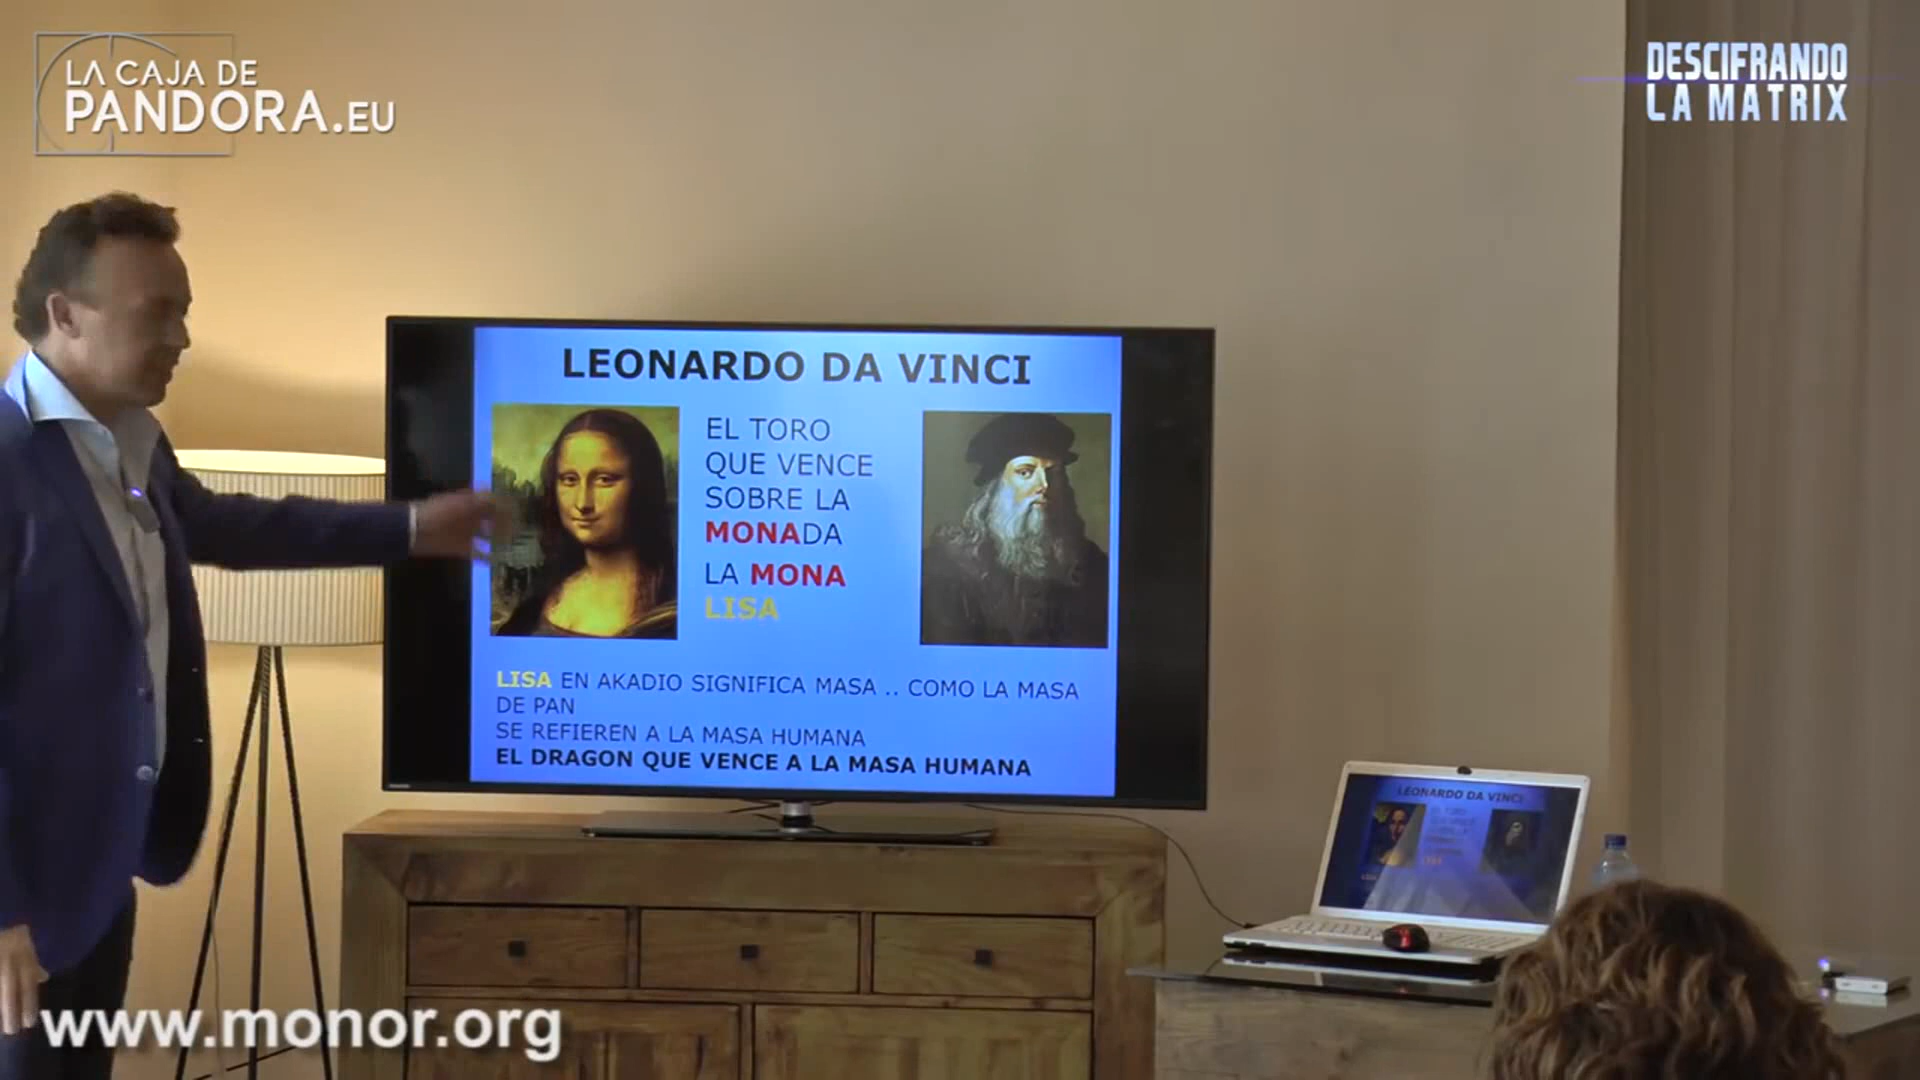 LA CAJA DE
PANDORA.EU
DESCIFRANDO
LA MATRIX
LEONARDO DA VINCI
EL TORO
QUE VENCE
SOBRE LA
MONADA
LA MONA
LISA
LISA EN AKADIO SIGNIFICA MASA .. COMO LA MASA
DE PAN
SE REFIEREN A LA MASA HUMANA
EL DRAGON QUE VENCE A LA MASA HUMANA
LEONARDO DA VINCI
www.monor.org